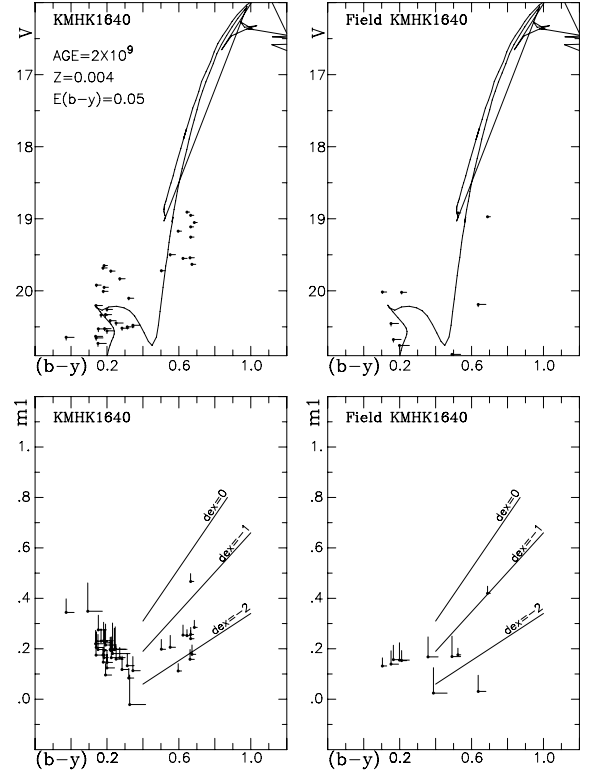 KMHK1640
Field KMHK1640
V
AGE=2X10⁹
Z=0.004
E(b-y)=0.05
17
18
19
20
17
18
19
20
(b-y) 0.2 0.6 1.0
(b-y) 0.2 0.6 1.0
m1
KMHK1640
dex=0
dex=-1
dex=-2
1.
.8
.6
.4
.2
.0
(b-y) 0.2 0.6 1.0
m1
Field KMHK1640
dex=0
dex=-1
dex=-2
1.
.8
.6
.4
.2
.0
(b-y) 0.2 0.6 1.0
V